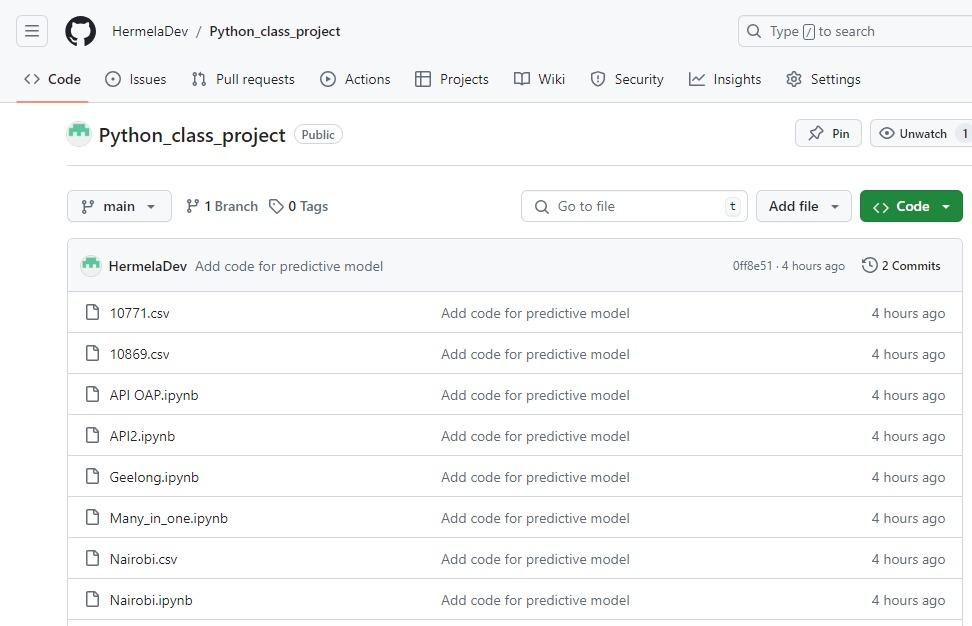 HermelaDev / Python_class_project
Type / to search
Code Issues Pull requests Actions Projects Wiki Security Insights Settings
Python_class_project Public
Pin Unwatch 1
main 1 Branch 0 Tags
Go to file t Add file Code
HermelaDev Add code for predictive model 0ff8e51 · 4 hours ago 2 Commits
10771.csv Add code for predictive model 4 hours ago
10869.csv Add code for predictive model 4 hours ago
API OAP.ipynb Add code for predictive model 4 hours ago
API2.ipynb Add code for predictive model 4 hours ago
Geelong.ipynb Add code for predictive model 4 hours ago
Many_in_one.ipynb Add code for predictive model 4 hours ago
Nairobi.csv Add code for predictive model 4 hours ago
Nairobi.ipynb Add code for predictive model 4 hours ago